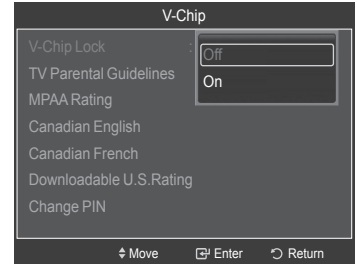 V-Chip
V-Chip Lock : Off
On
TV Parental Guidelines
MPAA Rating
Canadian English
Canadian French
Downloadable U.S.Rating
Change PIN
Move Enter Return